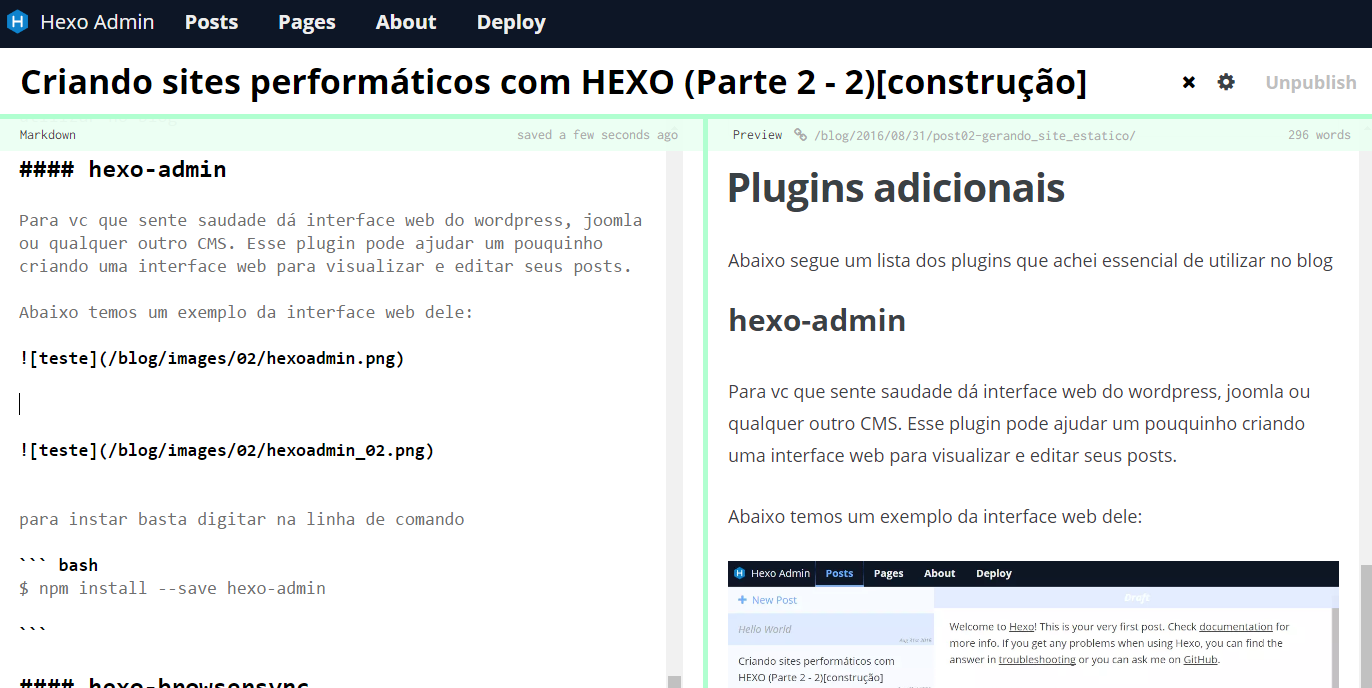 Hexo Admin Posts Pages About Deploy
Criando sites performáticos com HEXO (Parte 2 - 2)[construção]
Unpublish
Markdown saved a few seconds ago
#### hexo-admin
Para vc que sente saudade dá interface web do wordpress, joomla
ou qualquer outro CMS. Esse plugin pode ajudar um pouquinho
criando uma interface web para visualizar e editar seus posts.
Abaixo temos um exemplo da interface web dele:
![teste](/blog/images/02/hexoadmin.png)
![teste](/blog/images/02/hexoadmin_02.png)
para instar basta digitar na linha de comando
``` bash
$ npm install --save hexo-admin
```
#### hexo-browsersync
Preview /blog/2016/08/31/post02-gerando_site_estatico/ 296 words
Plugins adicionais
Abaixo segue um lista dos plugins que achei essencial de utilizar no blog
hexo-admin
Para vc que sente saudade dá interface web do wordpress, joomla ou
qualquer outro CMS. Esse plugin pode ajudar um pouquinho criando
uma interface web para visualizar e editar seus posts.
Abaixo temos um exemplo da interface web dele:
Hexo Admin Posts Pages About Deploy
New Post
Draft
Hello World
Criando sites performáticos com
HEXO (Parte 2 - 2)[construção]
Welcome to Hexo! This is your very first post. Check documentation for
more info. If you get any problems when using Hexo, you can find the
answer in troubleshooting or you can ask me on GitHub.